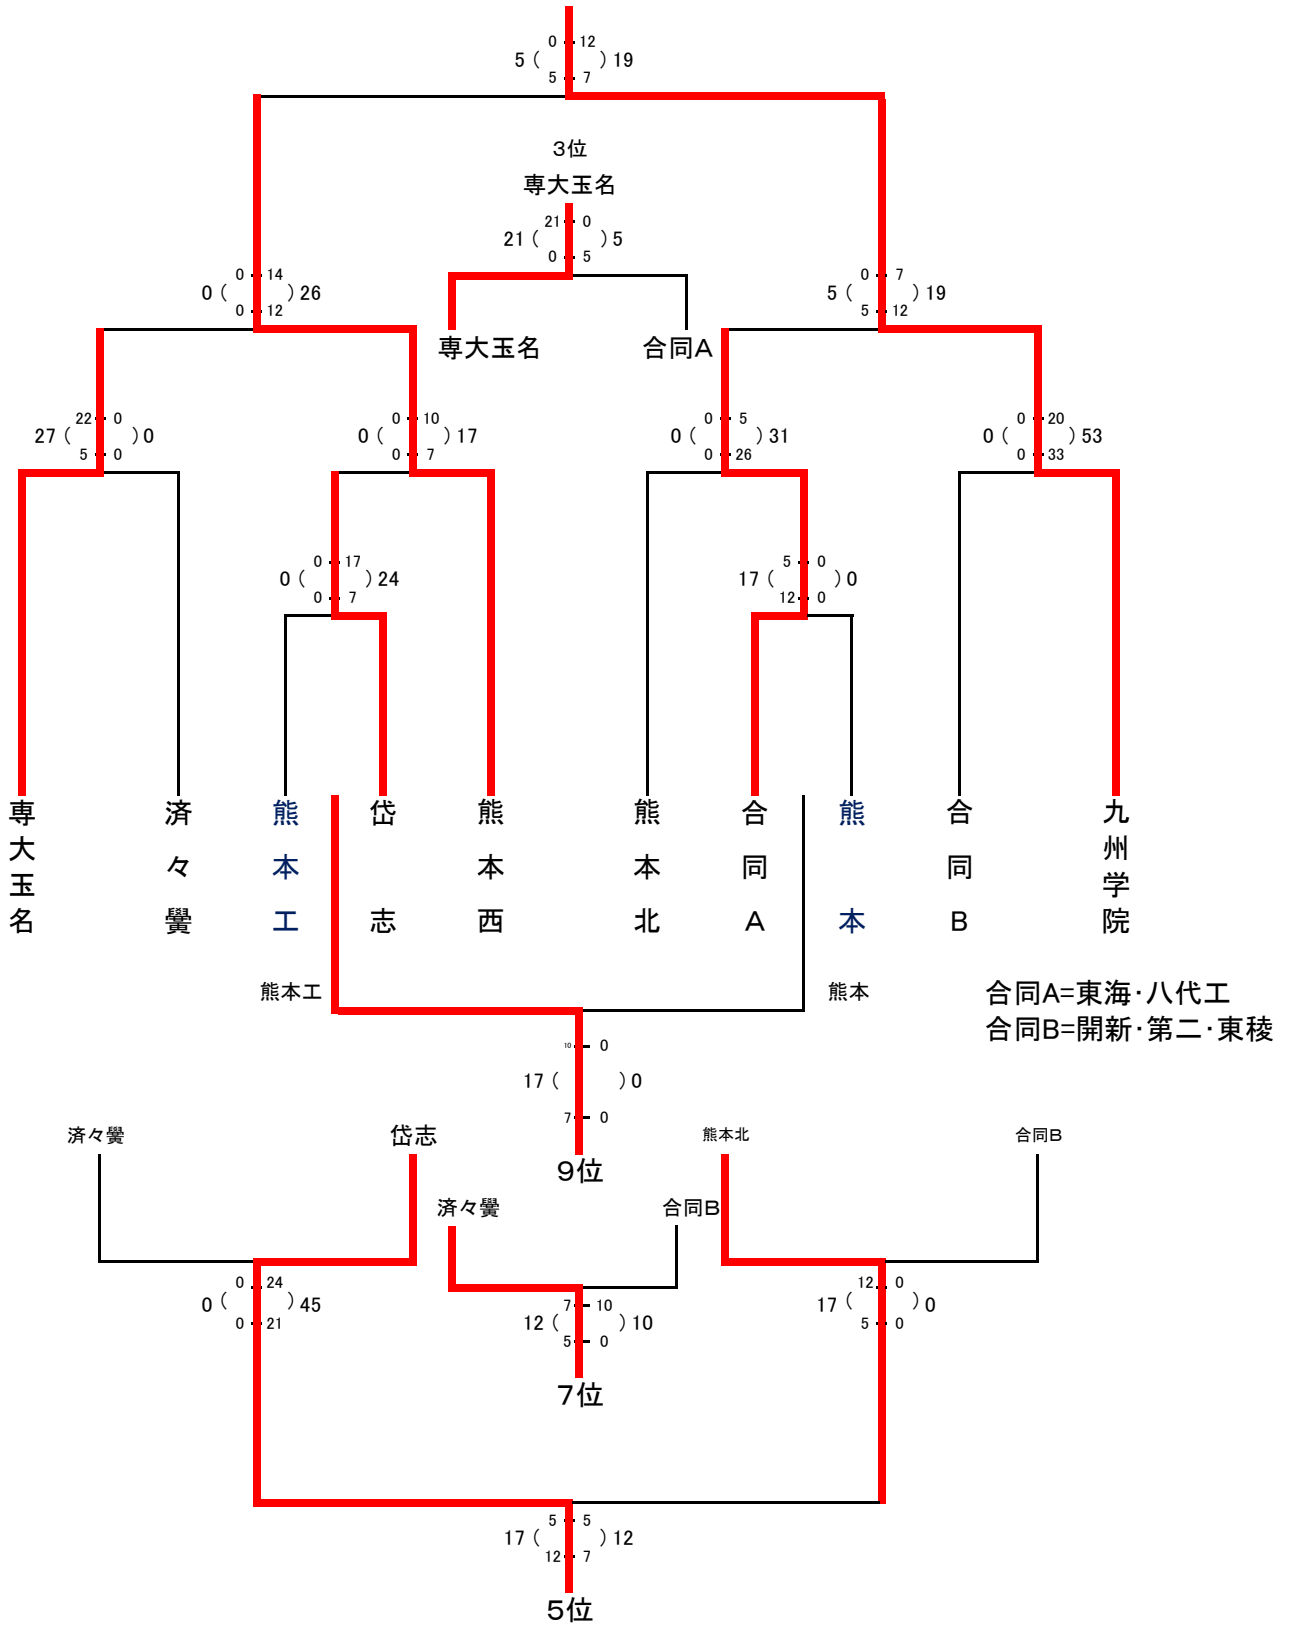 0 12
5 ( ) 19
5 7
3位
専大玉名
21 0
21 ( ) 5
0 5
専大玉名 合同A
0 14
0 ( ) 26
0 12
0 7
5 ( ) 19
5 12
22 0
27 ( ) 0
5 0
0 10
0 ( ) 17
0 7
0 5
0 ( ) 31
0 26
0 20
0 ( ) 53
0 33
0 17
0 ( ) 24
0 7
5 0
17 ( ) 0
12 0
専大玉名
済々黌
熊本工
岱志
熊本西
熊本北
合同A
熊本
合同B
九州学院
熊本工 熊本
合同A=東海・八代工
合同B=開新・第二・東稜
10 0
17 ( ) 0
7 0
9位
済々黌 岱志 熊本北 合同B
済々黌 合同B
0 24
0 ( ) 45
0 21
7 10
12 ( ) 10
5 0
7位
12 0
17 ( ) 0
5 0
5 5
17 ( ) 12
12 7
5位